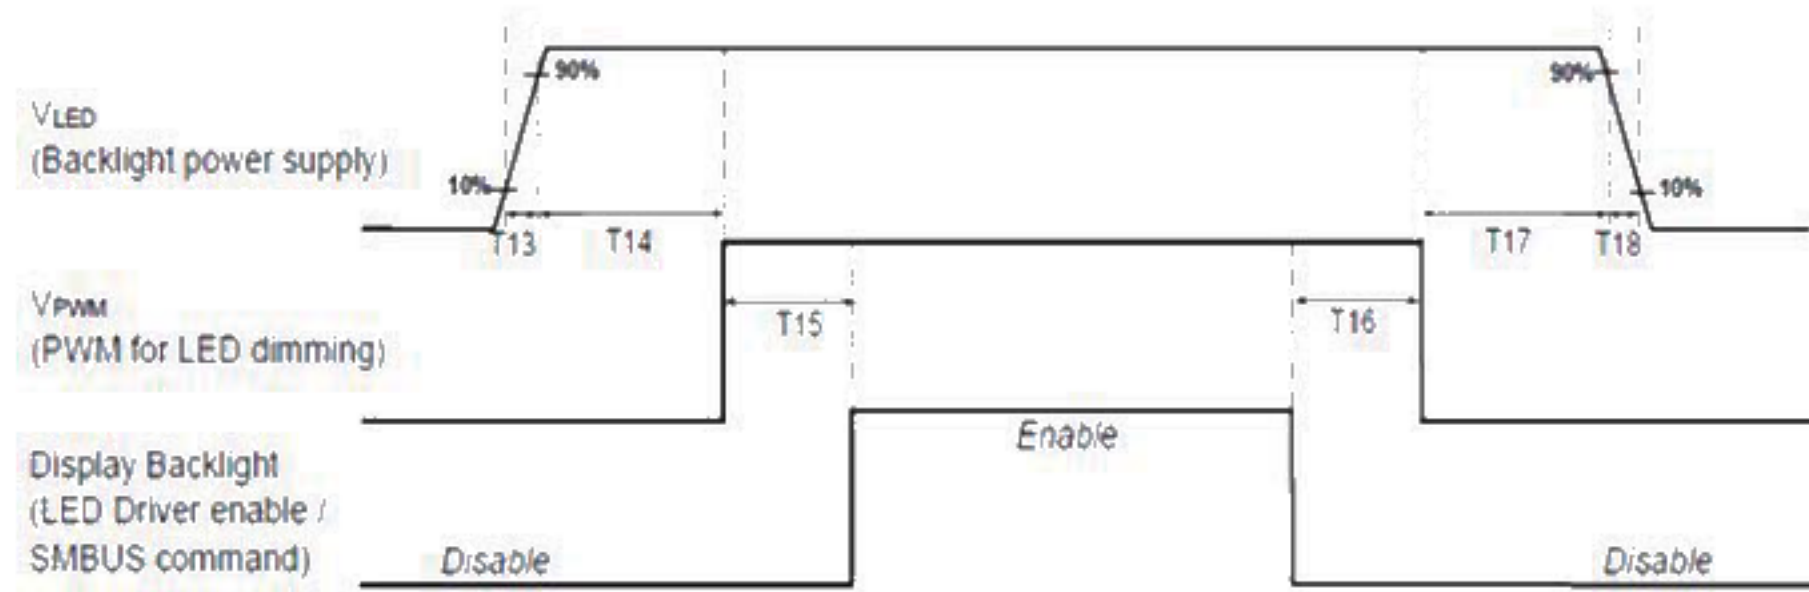 90%
90%
VLED
(Backlight power supply)
10%
10%
T13
T14
T17
T18
VPWM
(PWM for LED dimming)
T15
T16
Enable
Display Backlight
(LED Driver enable /
SMBUS command)
Disable
Disable